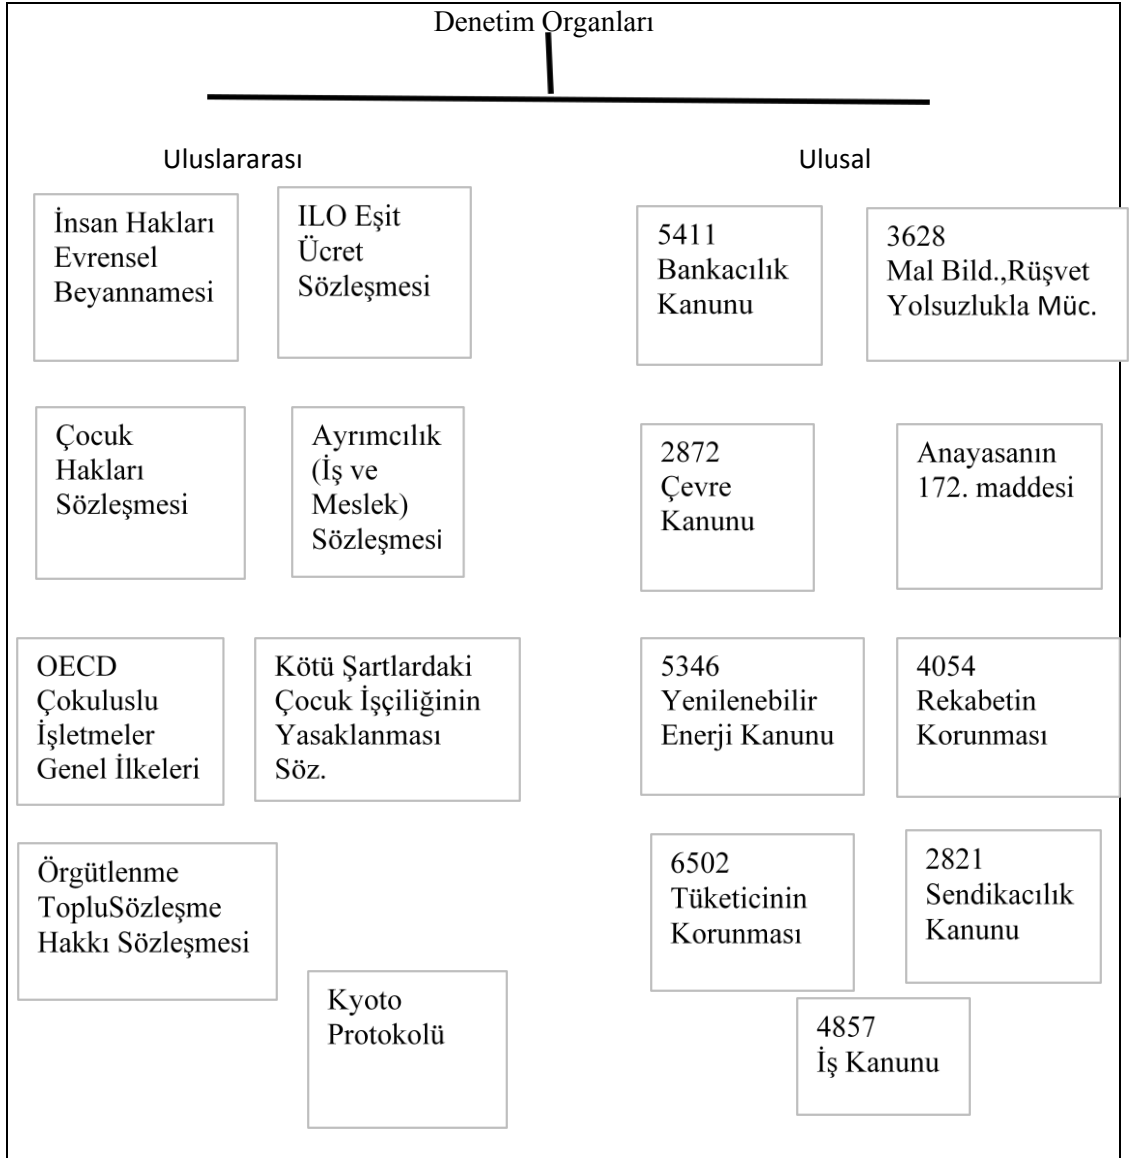 Denetim Organları
Uluslararası
İnsan Hakları
Evrensel
Beyannamesi
ILO Eşit
Ücret
Sözleşmesi
Çocuk
Hakları
Sözleşmesi
Ayrımcılık
(İş ve
Meslek)
Sözleşmesi
OECD
Çokuluslu
İşletmeler
Genel İlkeleri
Kötü Şartlardaki
Çocuk İşçiliğinin
Yasaklanması
Söz.
Örgütlenme
TopluSözleşme
Hakkı Sözleşmesi
Kyoto
Protokolü
Ulusal
5411
Bankacılık
Kanunu
3628
Mal Bild.,Rüşvet
Yolsuzlukla Müc.
2872
Çevre
Kanunu
Anayasanın
172. maddesi
5346
Yenilenebilir
Enerji Kanunu
4054
Rekabetin
Korunması
6502
Tüketicinin
Korunması
2821
Sendikacılık
Kanunu
4857
İş Kanunu